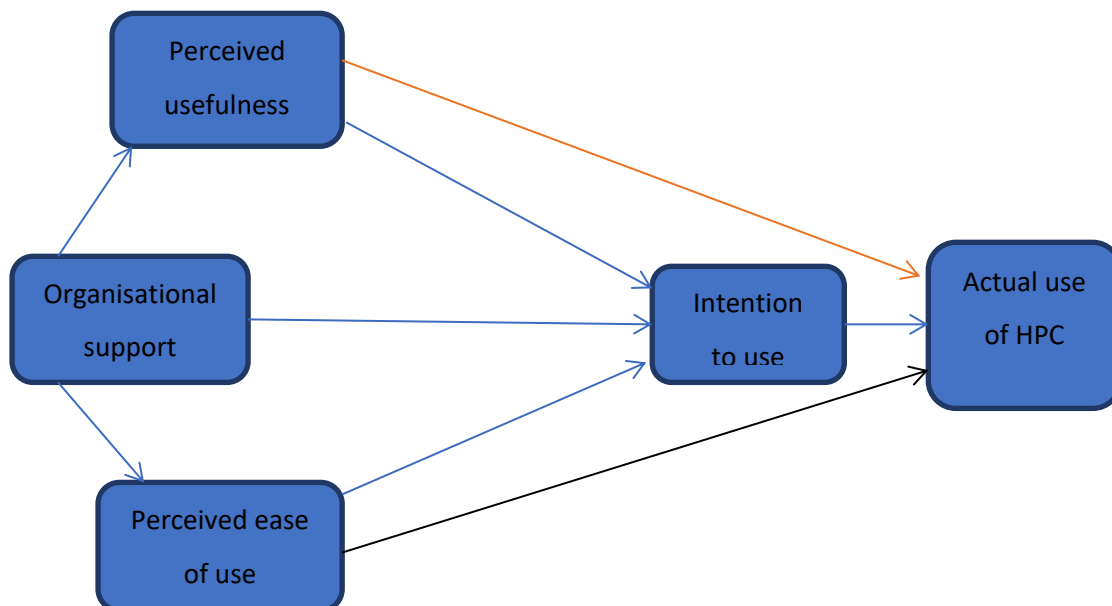 Perceived
usefulness
Organisational
support
Intention
to use
Actual use
of HPC
Perceived ease
of use